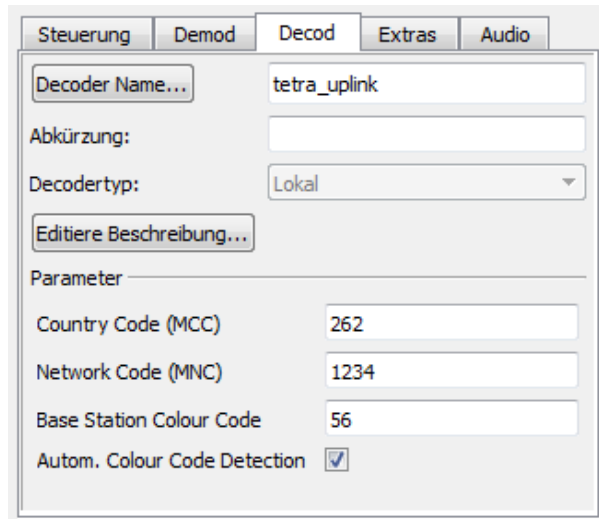 Steuerung Demod Decod Extras Audio
Decoder Name... tetra_uplink
Abkürzung:
Decodertyp: Lokal
Editiere Beschreibung...
Parameter
Country Code (MCC) 262
Network Code (MNC) 1234
Base Station Colour Code 56
Autom. Colour Code Detection